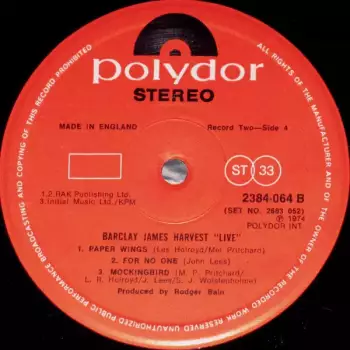 polydor
STEREO
MADE IN ENGLAND
Record Two—Side 4
ST 33
1.2.RAK Publishing Ltd.
3.Initial Music Ltd./KPM
2384-064 B
(SET NO. 2683 052)
℗ 1974
POLYDOR INT.
BARCLAY JAMES HARVEST "LIVE"
1. PAPER WINGS (Les Holroyd/Mel Pritchard)
2. FOR NO ONE (John Lees)
3. MOCKINGBIRD (M. P. Pritchard/
L. R. Holroyd/J. Lees/S. J. Wolstenholme)
Produced by Rodger Bain
ALL RIGHTS OF THE MANUFACTURER AND OF THE OWNER OF THE RECORDED WORK RESERVED UNAUTHORIZED PUBLIC PERFORMANCE BROADCASTING AND COPYING OF THIS RECORD PROHIBITED